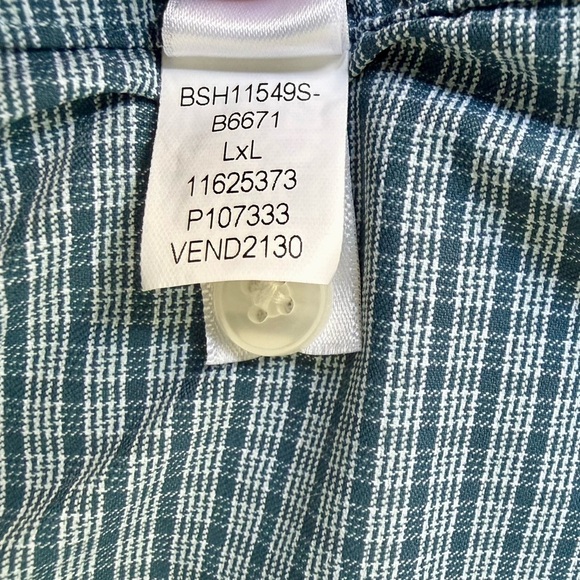 BSH11549S-
B6671
LxL
11625373
P107333
VEND2130